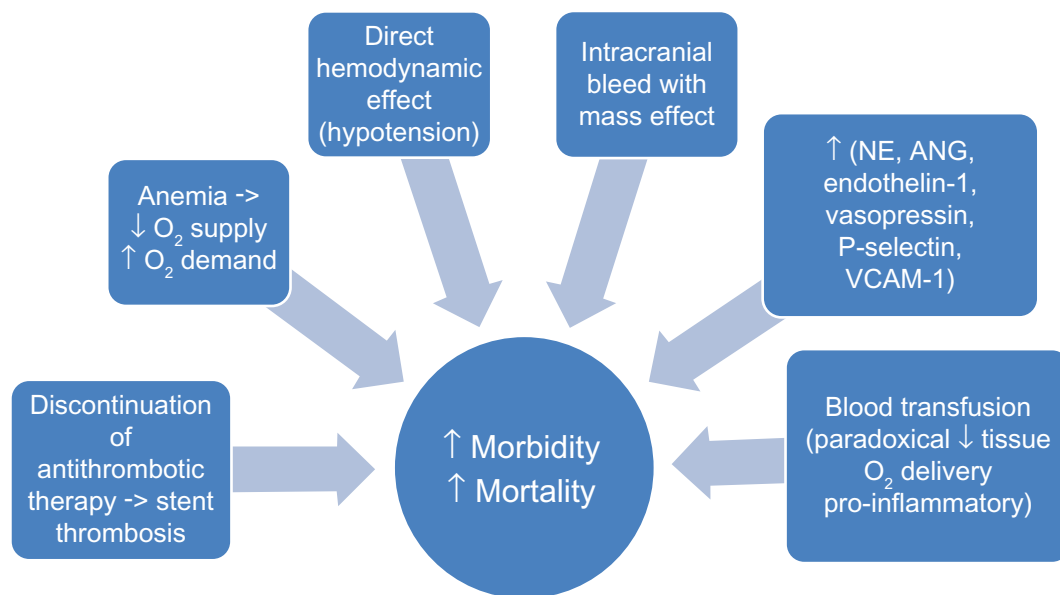 Direct
hemodynamic
effect
(hypotension)
Intracranial
bleed with
mass effect
Anemia ->
↓ O₂ supply
↑ O₂ demand
↑ (NE, ANG,
endothelin-1,
vasopressin,
P-selectin,
VCAM-1)
Discontinuation
of
antithrombotic
therapy -> stent
thrombosis
Blood transfusion
(paradoxical ↓ tissue
O₂ delivery
pro-inflammatory)
↑ Morbidity
↑ Mortality